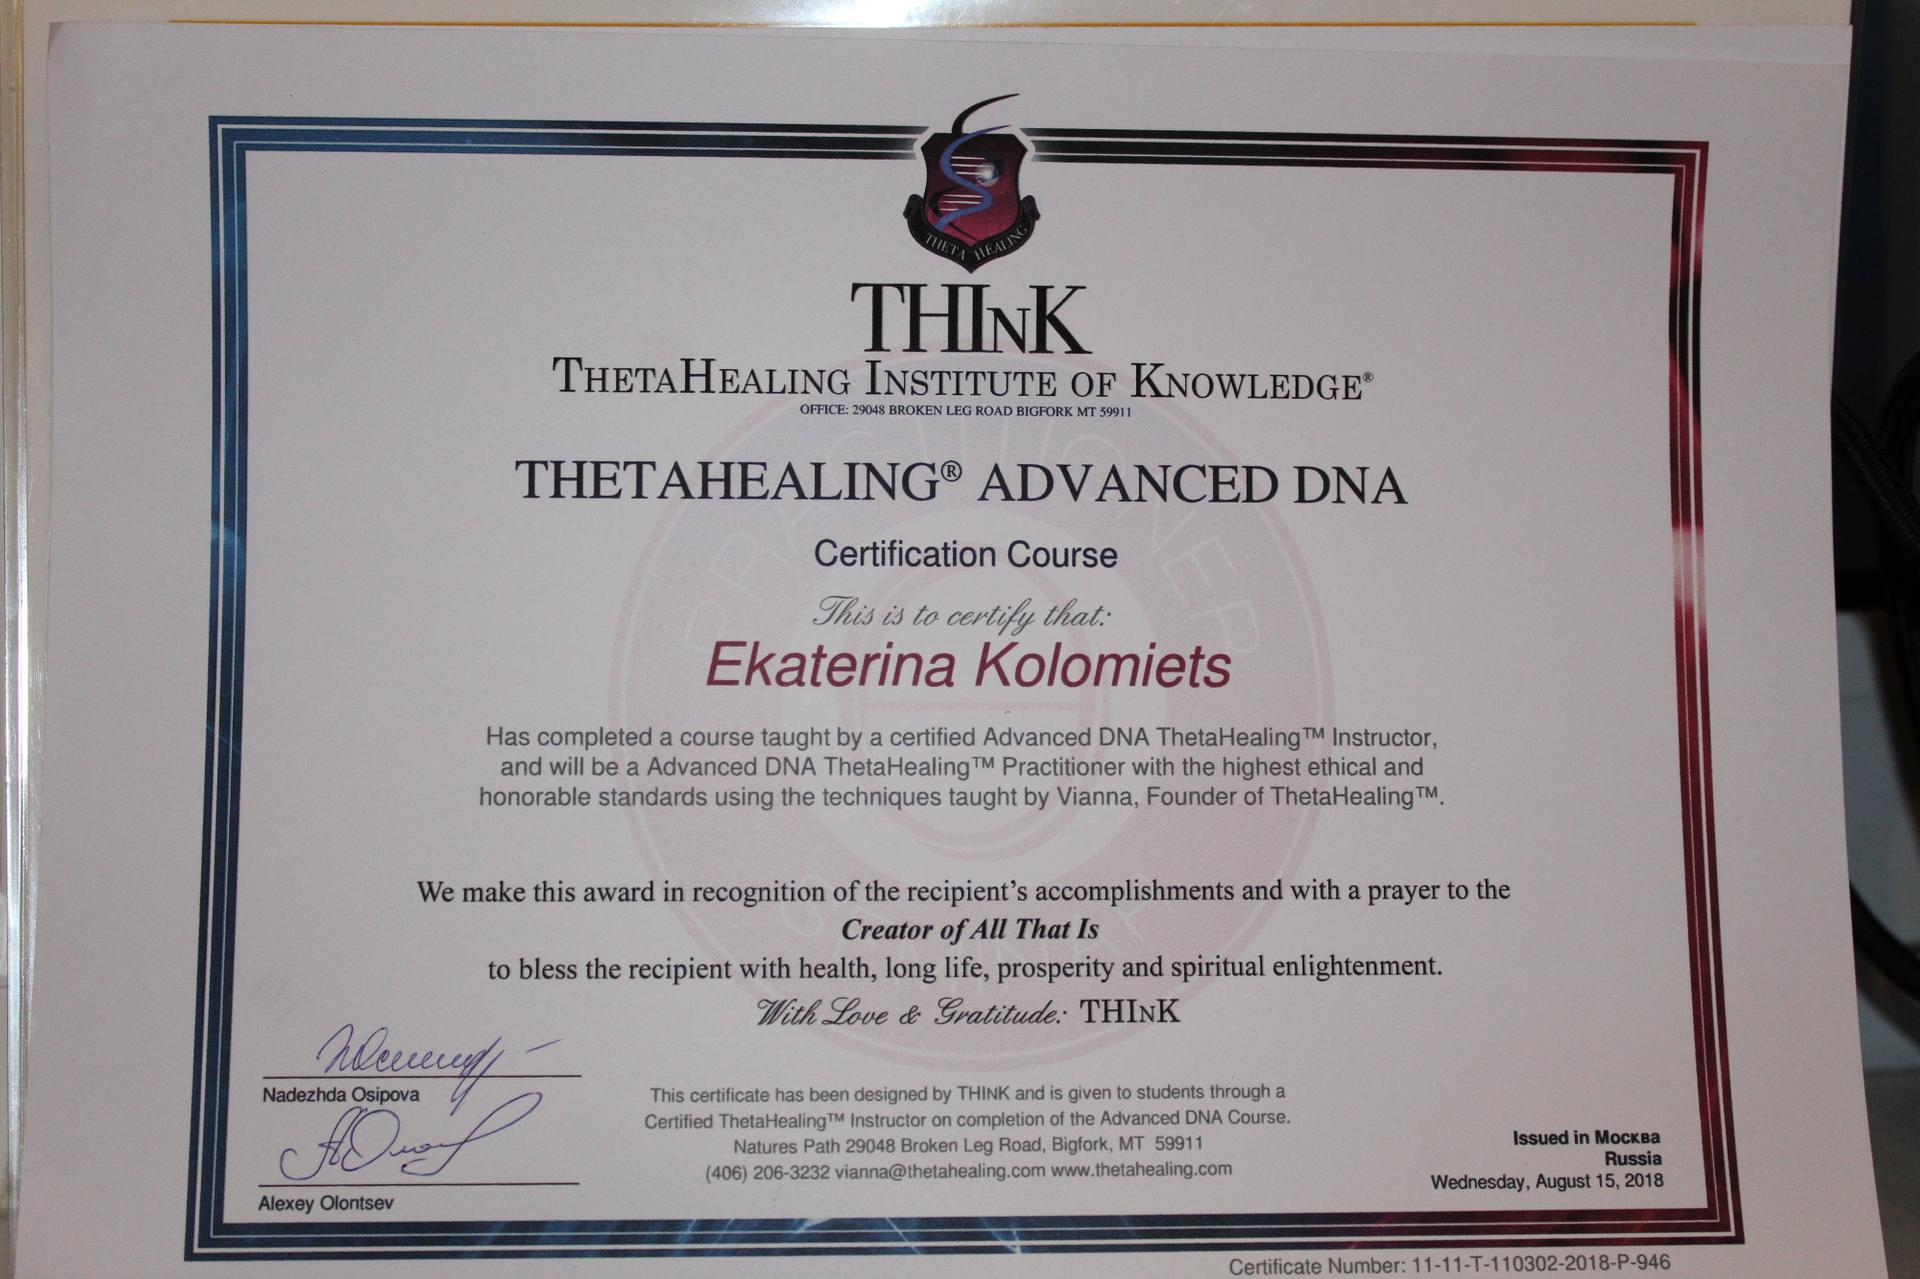 THETA HEALING
THInK
THETAHEALING INSTITUTE OF KNOWLEDGE®
OFFICE: 29048 BROKEN LEG ROAD BIGFORK MT 59911
THETAHEALING® ADVANCED DNA
Certification Course
This is to certify that:
Ekaterina Kolomiets
Has completed a course taught by a certified Advanced DNA ThetaHealing™ Instructor,
and will be a Advanced DNA ThetaHealing™ Practitioner with the highest ethical and
honorable standards using the techniques taught by Vianna, Founder of ThetaHealing™.
We make this award in recognition of the recipient's accomplishments and with a prayer to the
Creator of All That Is
to bless the recipient with health, long life, prosperity and spiritual enlightenment.
With Love & Gratitude: THINK
Nadezhda Osipova
Alexey Olontsev
This certificate has been designed by THINK and is given to students through a
Certified ThetaHealing™ Instructor on completion of the Advanced DNA Course.
Natures Path 29048 Broken Leg Road, Bigfork, MT 59911
(406) 206-3232 vianna@thetahealing.com www.thetahealing.com
Issued in Москва
Russia
Wednesday, August 15, 2018
Certificate Number: 11-11-T-110302-2018-P-946